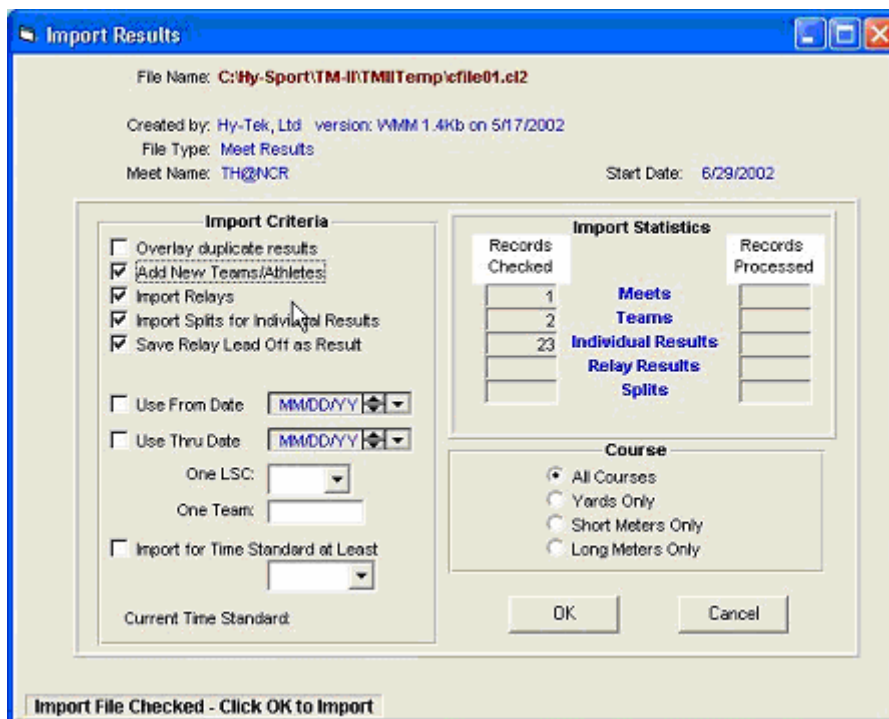 Import Results
File Name: C:\Hy-Sport\TM-II\TMIITemp\cfile01.cl2
Created by: Hy-Tek, Ltd version: WMM 1.4Kb on 5/17/2002
File Type: Meet Results
Meet Name: TH@NCR
Start Date: 6/29/2002
Import Criteria
Overlay duplicate results
Add New Teams/Athletes
Import Relays
Import Splits for Individual Results
Save Relay Lead Off as Result
Use From Date MM/DD/YY
Use Thru Date MM/DD/YY
One LSC:
One Team:
Import for Time Standard at Least
Current Time Standard:
Import Statistics
Records Checked
Records Processed
1 Meets
2 Teams
23 Individual Results
Relay Results
Splits
Course
All Courses
Yards Only
Short Meters Only
Long Meters Only
OK
Cancel
Import File Checked - Click OK to Import